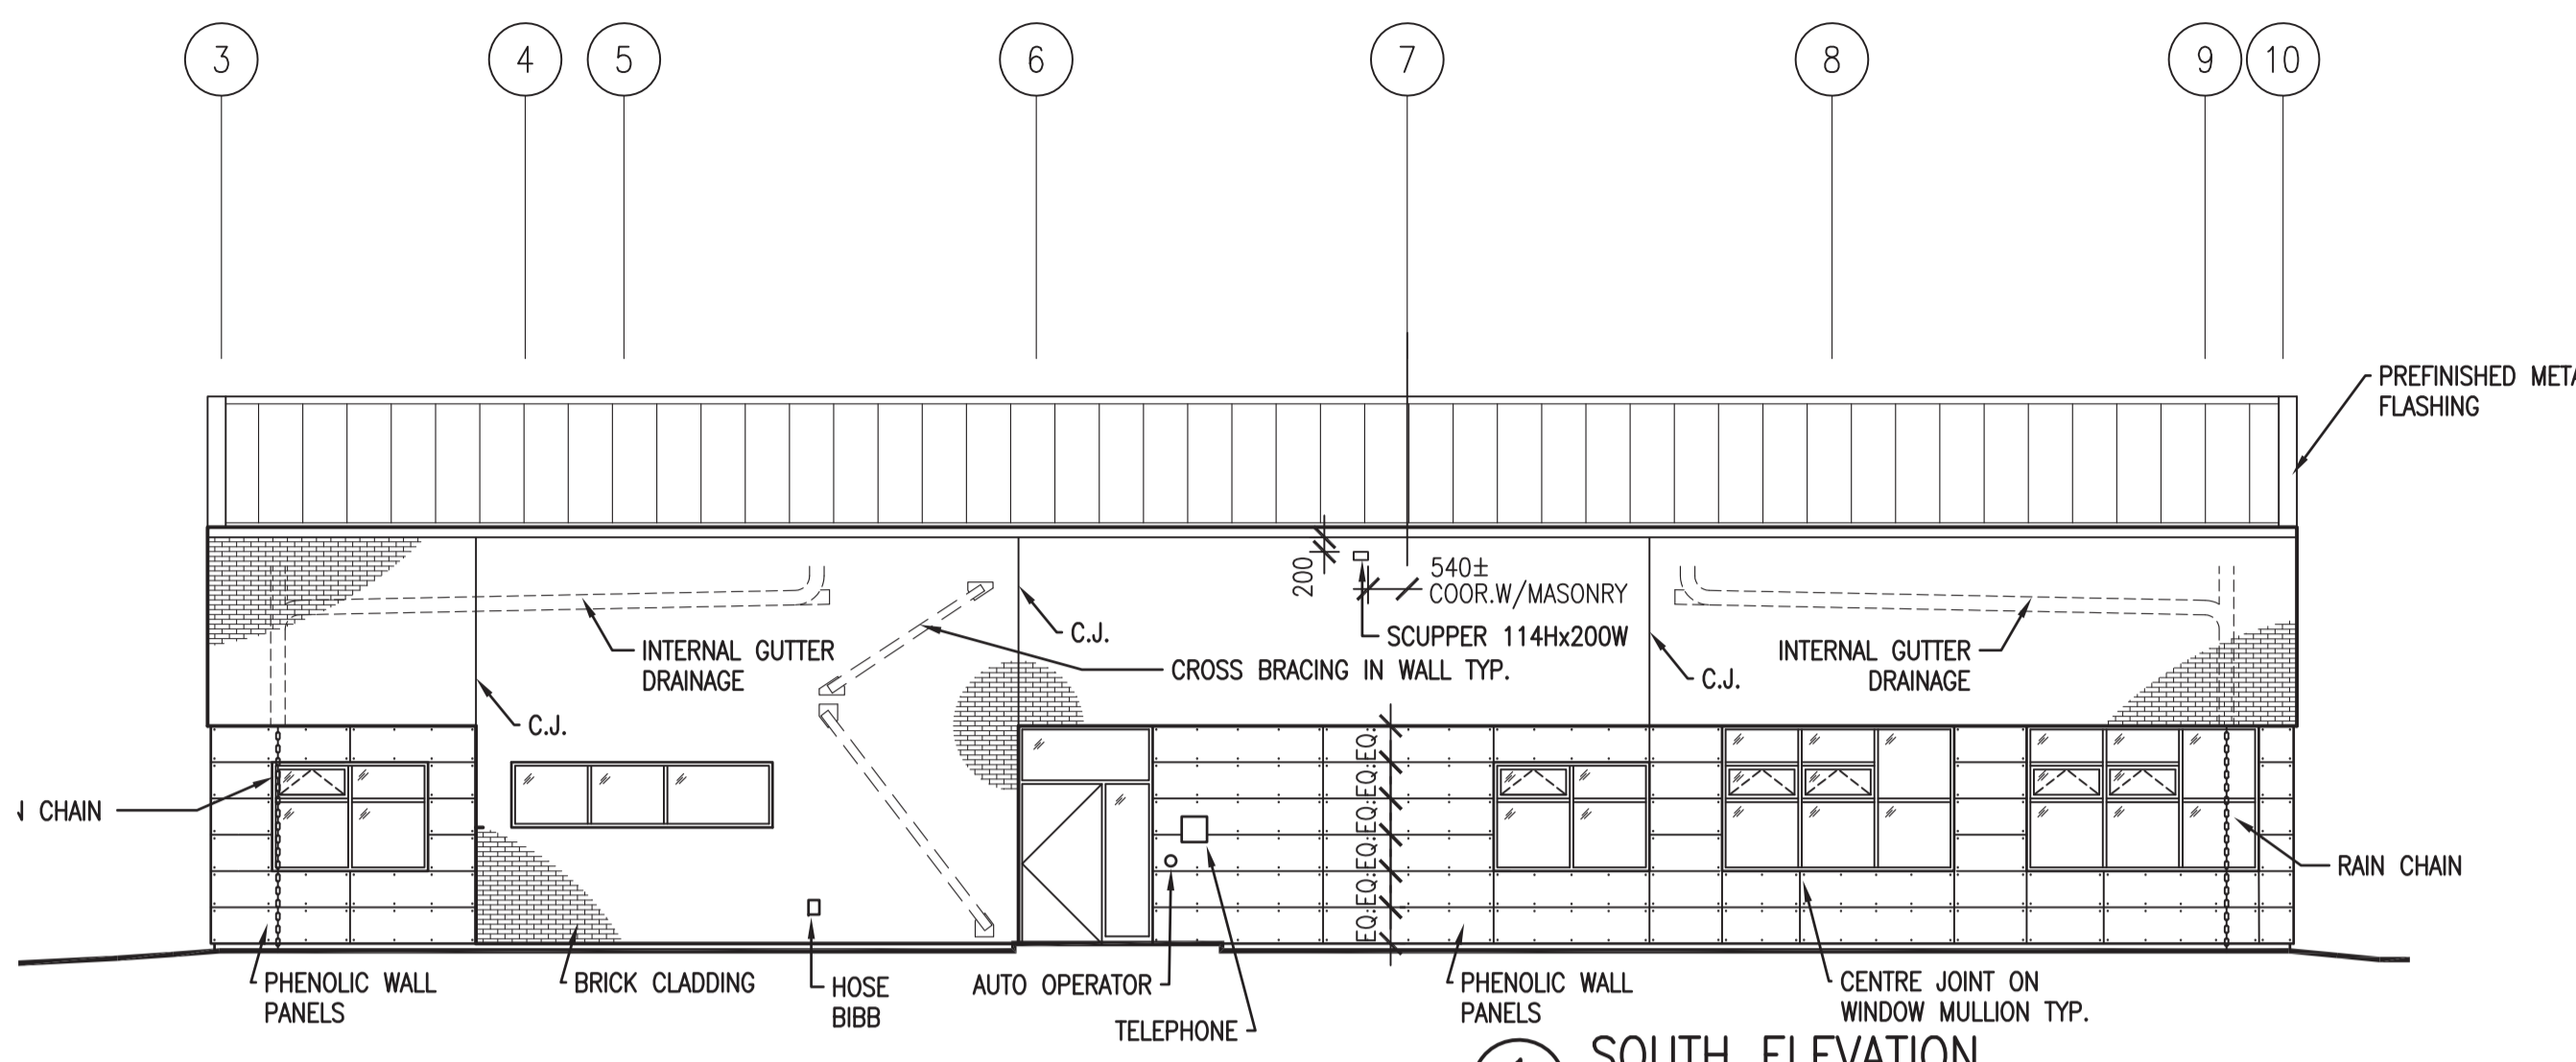 3 4 5 6 7 8 9 10
PREFINISHED META
FLASHING
200
540±
COOR.W/MASONRY
SCUPPER 114Hx200W
C.J.
CROSS BRACING IN WALL TYP.
INTERNAL GUTTER
DRAINAGE
C.J.
INTERNAL GUTTER
DRAINAGE
C.J.
CHAIN
EQ. EQ. EQ. EQ. EQ. EQ.
RAIN CHAIN
PHENOLIC WALL
PANELS
BRICK CLADDING
HOSE
BIBB
AUTO OPERATOR
TELEPHONE
PHENOLIC WALL
PANELS
CENTRE JOINT ON
WINDOW MULLION TYP.
SOUTH ELEVATION